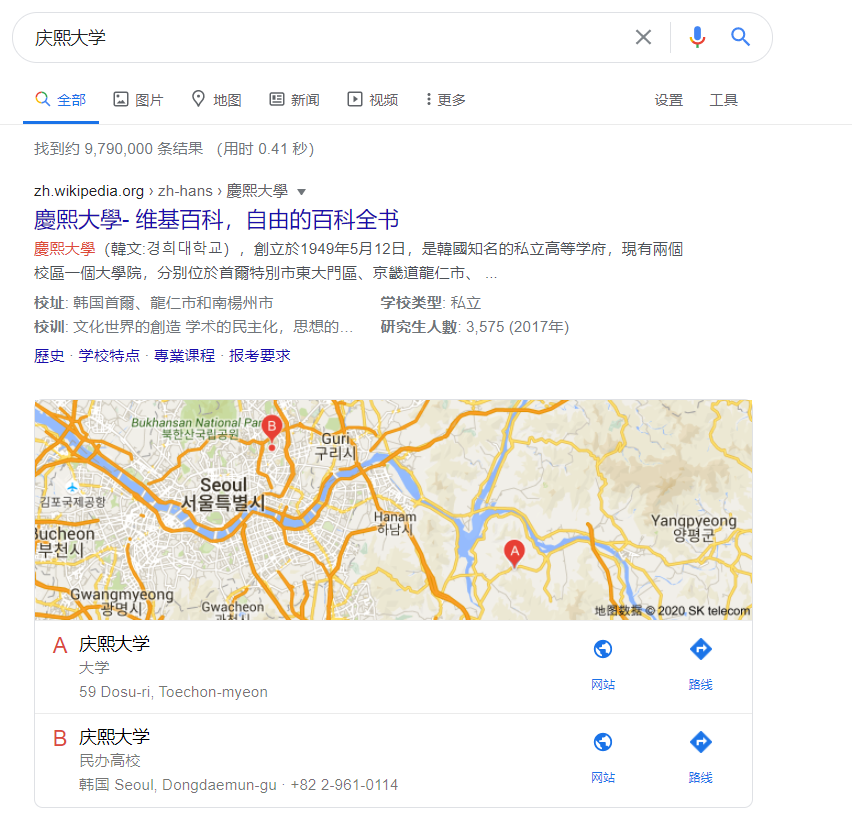 庆熙大学
全部 图片 地图 新闻 视频 更多 设置 工具
找到约 9,790,000 条结果 （用时 0.41 秒）
zh.wikipedia.org › zh-hans › 慶熙大學
慶熙大學- 维基百科，自由的百科全书
慶熙大學（韓文:경희대학교），創立於1949年5月12日，是韓國知名的私立高等学府，現有兩個
校區一個大學院，分别位於首爾特別市東大門區、京畿道龍仁市、 ...
校址: 韩国首爾、龍仁市和南楊州市 学校类型: 私立
校训: 文化世界的創造 学术的民主化，思想的… 研究生人數: 3,575 (2017年)
歷史 · 学校特点 · 專業课程 · 报考要求
Bukhansan National Par
북한산국립공원
B
Guri
구리시
Seoul
서울특별시
김포국제공항
Hanam
하남시
Yangpyeong
양평군
Bucheon
부천시
A
Gwangmyeong
광명시
Gwacheon
과천시
地图数据 © 2020 SK telecom
A 庆熙大学
大学
59 Dosu-ri, Toechon-myeon
网站 路线
B 庆熙大学
民办高校
韩国 Seoul, Dongdaemun-gu · +82 2-961-0114
网站 路线